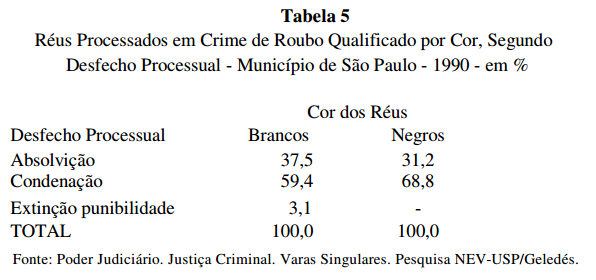 Tabela 5
Réus Processados em Crime de Roubo Qualificado por Cor, Segundo
Desfecho Processual - Município de São Paulo - 1990 - em %
Cor dos Réus
Desfecho Processual Brancos Negros
Absolvição 37,5 31,2
Condenação 59,4 68,8
Extinção punibilidade 3,1 -
TOTAL 100,0 100,0
Fonte: Poder Judiciário. Justiça Criminal. Varas Singulares. Pesquisa NEV-USP/Geledés.